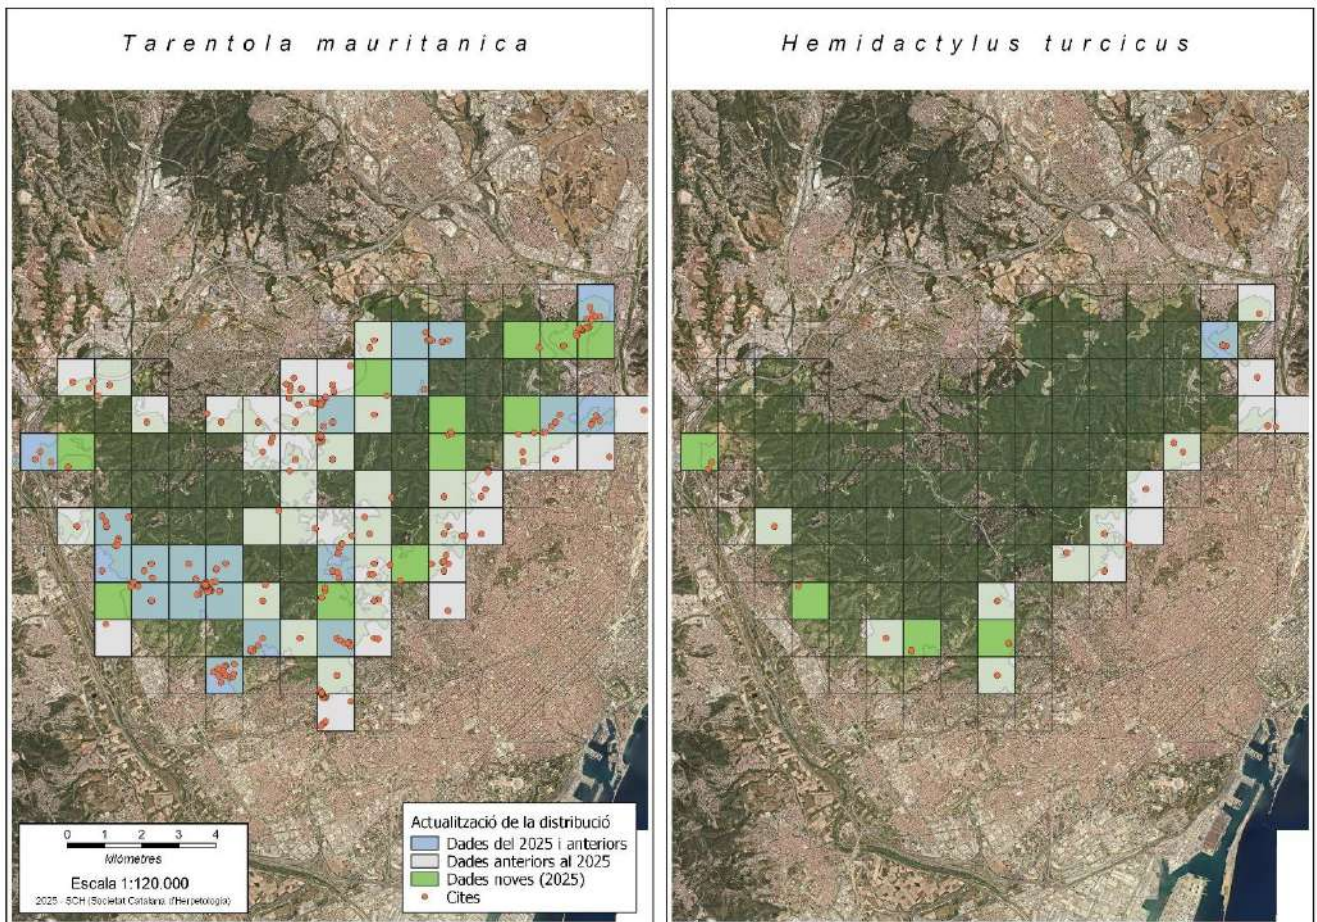 Tarentola mauritanica
Hemidactylus turcicus
Actualització de la distribució
Dades del 2025 i anteriors
Dades anteriors al 2025
Dades noves (2025)
Cites
0 1 2 3 4
kilòmetres
Escala 1:120.000
2025 - SCH (Societat Catalana d'Herpetologia)